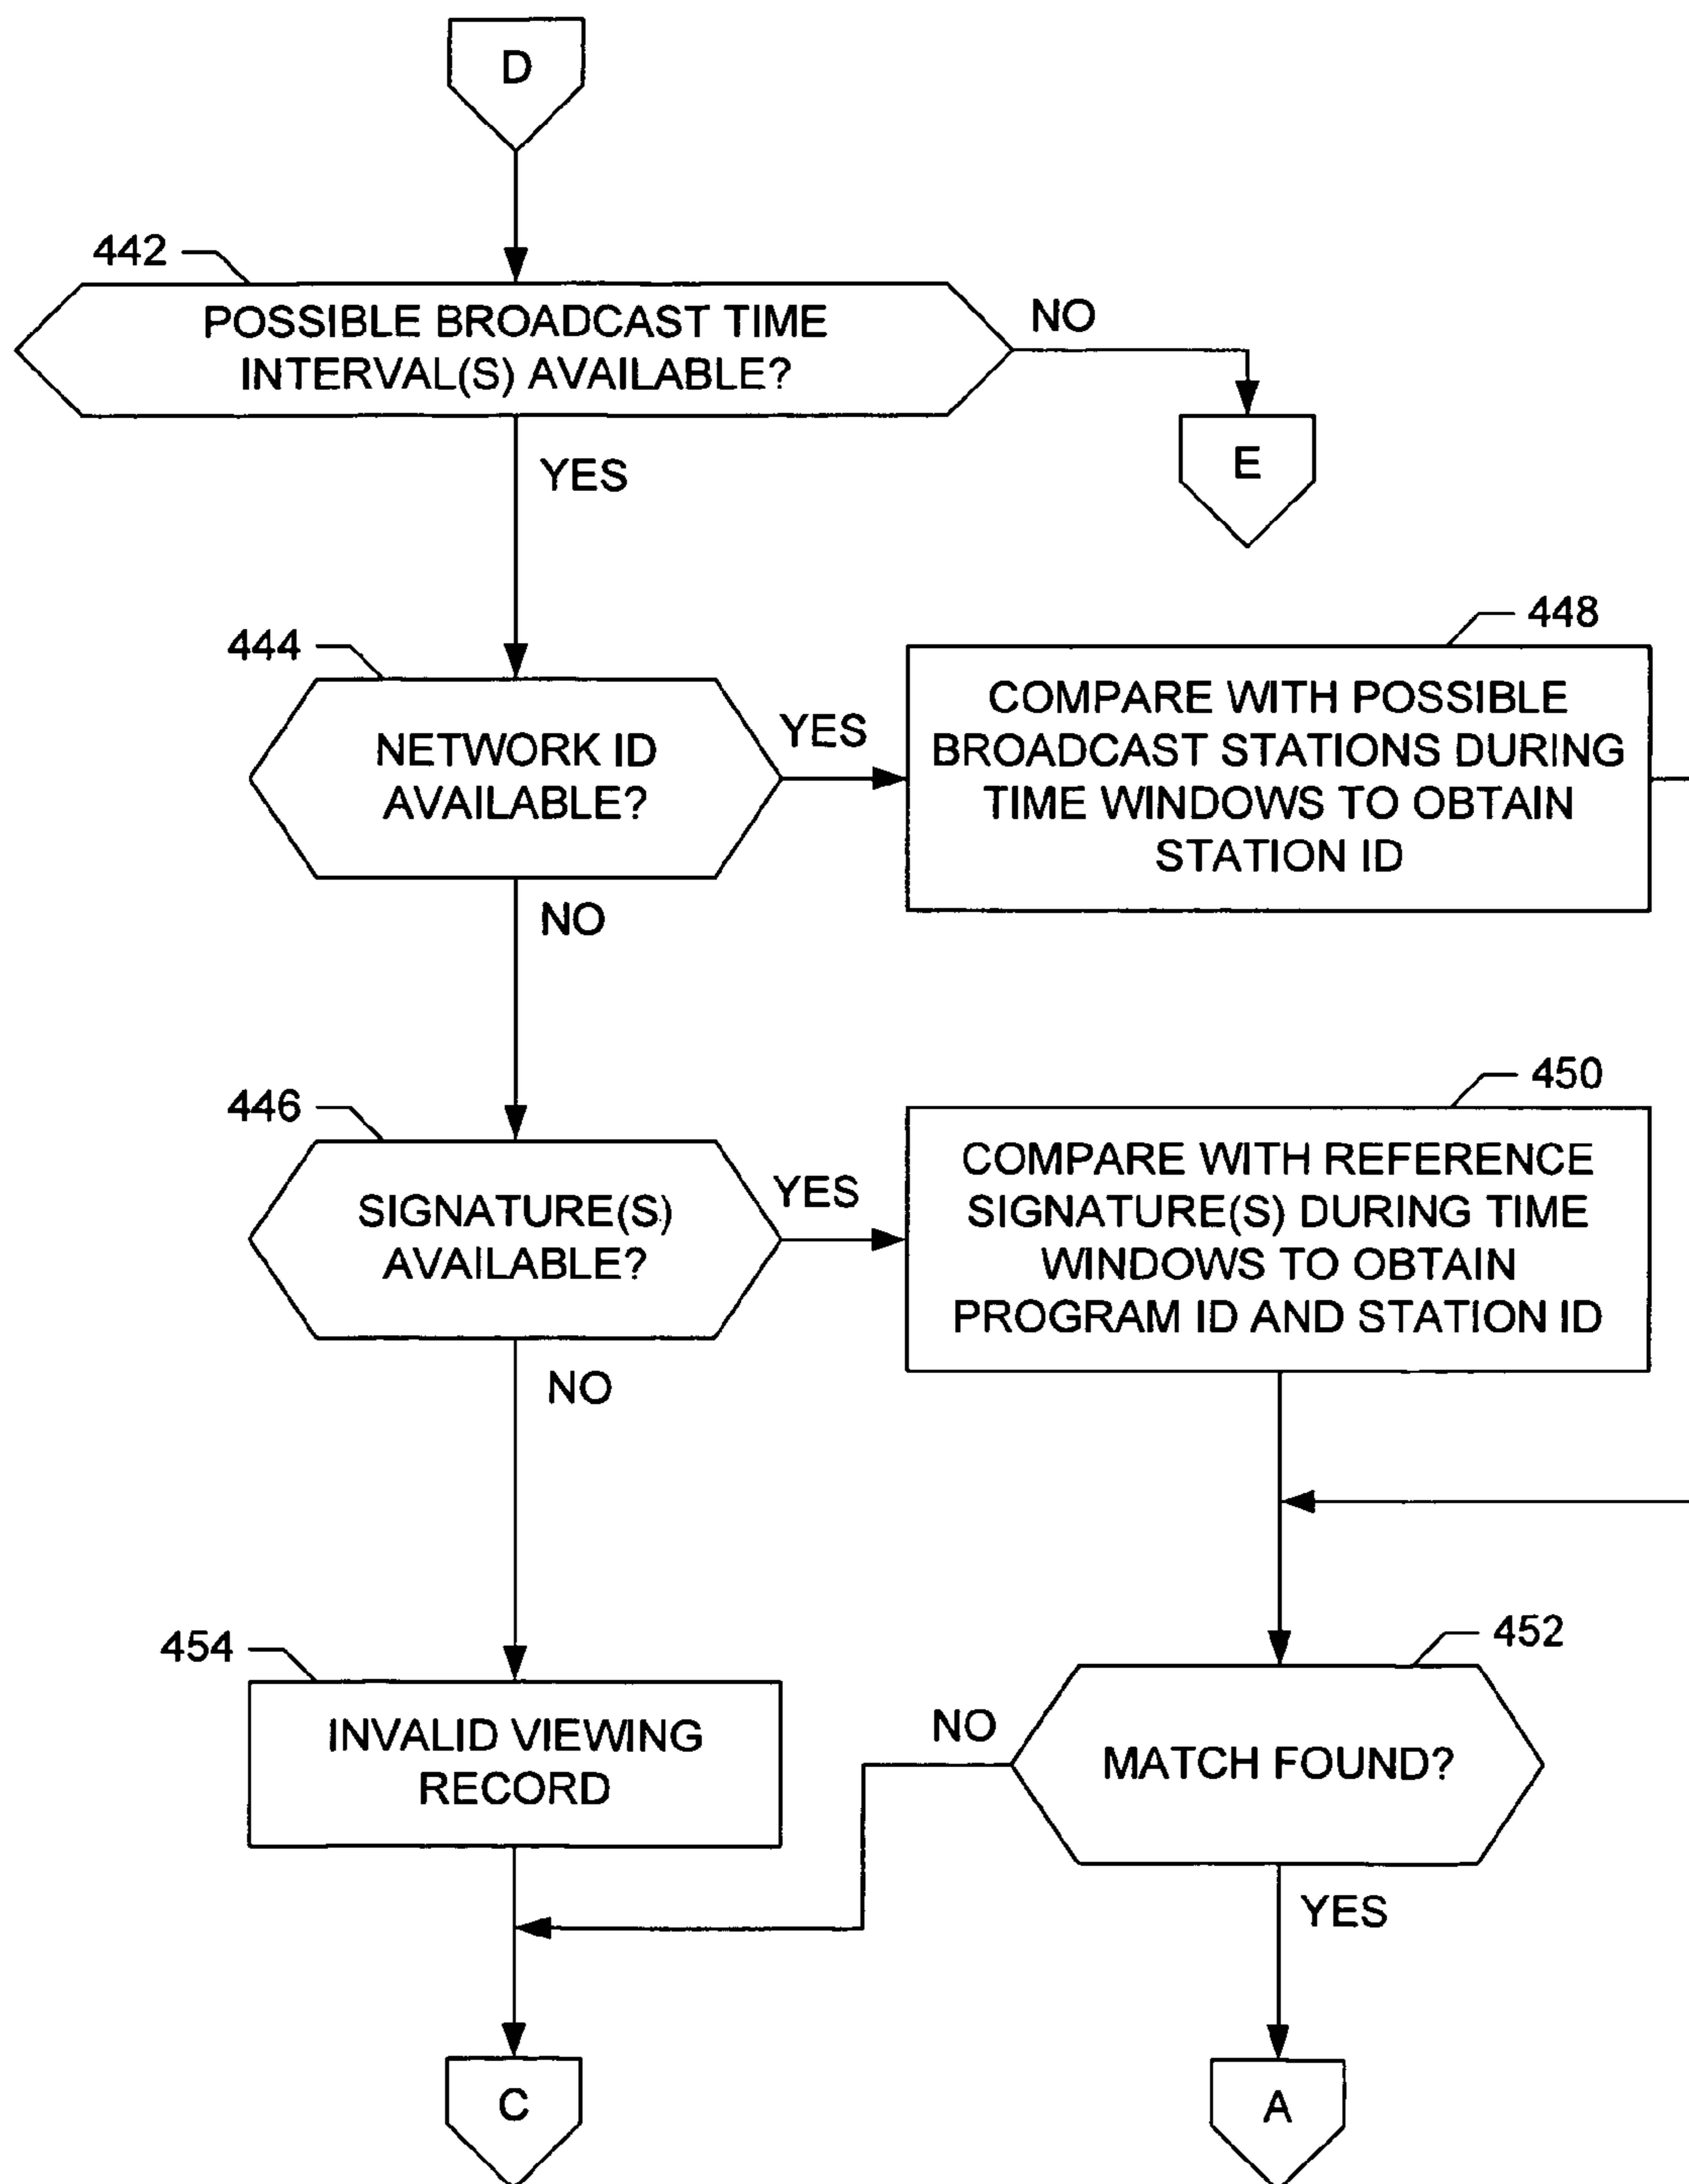 D
442
POSSIBLE BROADCAST TIME
INTERVAL(S) AVAILABLE?
NO
E
YES
444
NETWORK ID
AVAILABLE?
YES
448
COMPARE WITH POSSIBLE
BROADCAST STATIONS DURING
TIME WINDOWS TO OBTAIN
STATION ID
NO
446
SIGNATURE(S)
AVAILABLE?
YES
450
COMPARE WITH REFERENCE
SIGNATURE(S) DURING TIME
WINDOWS TO OBTAIN
PROGRAM ID AND STATION ID
NO
454
INVALID VIEWING
RECORD
452
MATCH FOUND?
NO
YES
C
A